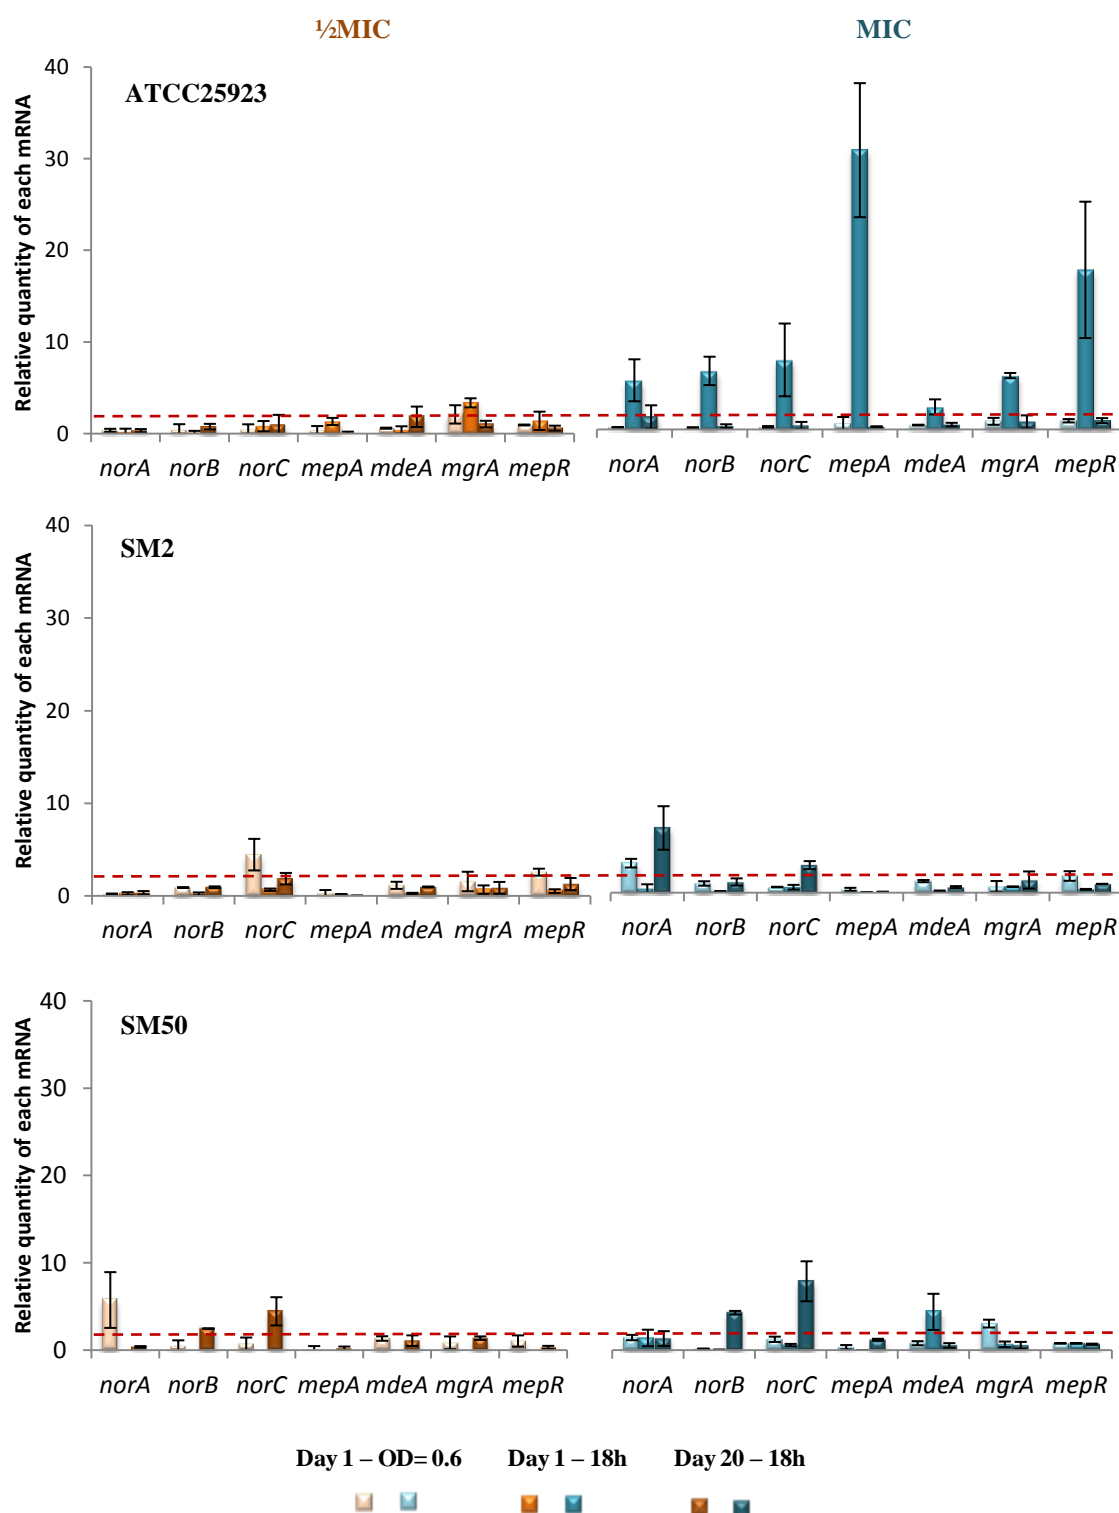 ½MIC MIC
Relative quantity of each mRNA
40
30
20
10
0
ATCC25923
norA norB norC mepA mdeA mgrA mepR
norA norB norC mepA mdeA mgrA mepR
Relative quantity of each mRNA
40
30
20
10
0
SM2
norA norB norC mepA mdeA mgrA mepR
norA norB norC mepA mdeA mgrA mepR
Relative quantity of each mRNA
40
30
20
10
0
SM50
norA norB norC mepA mdeA mgrA mepR
norA norB norC mepA mdeA mgrA mepR
Day 1 – OD= 0.6 Day 1 – 18h Day 20 – 18h